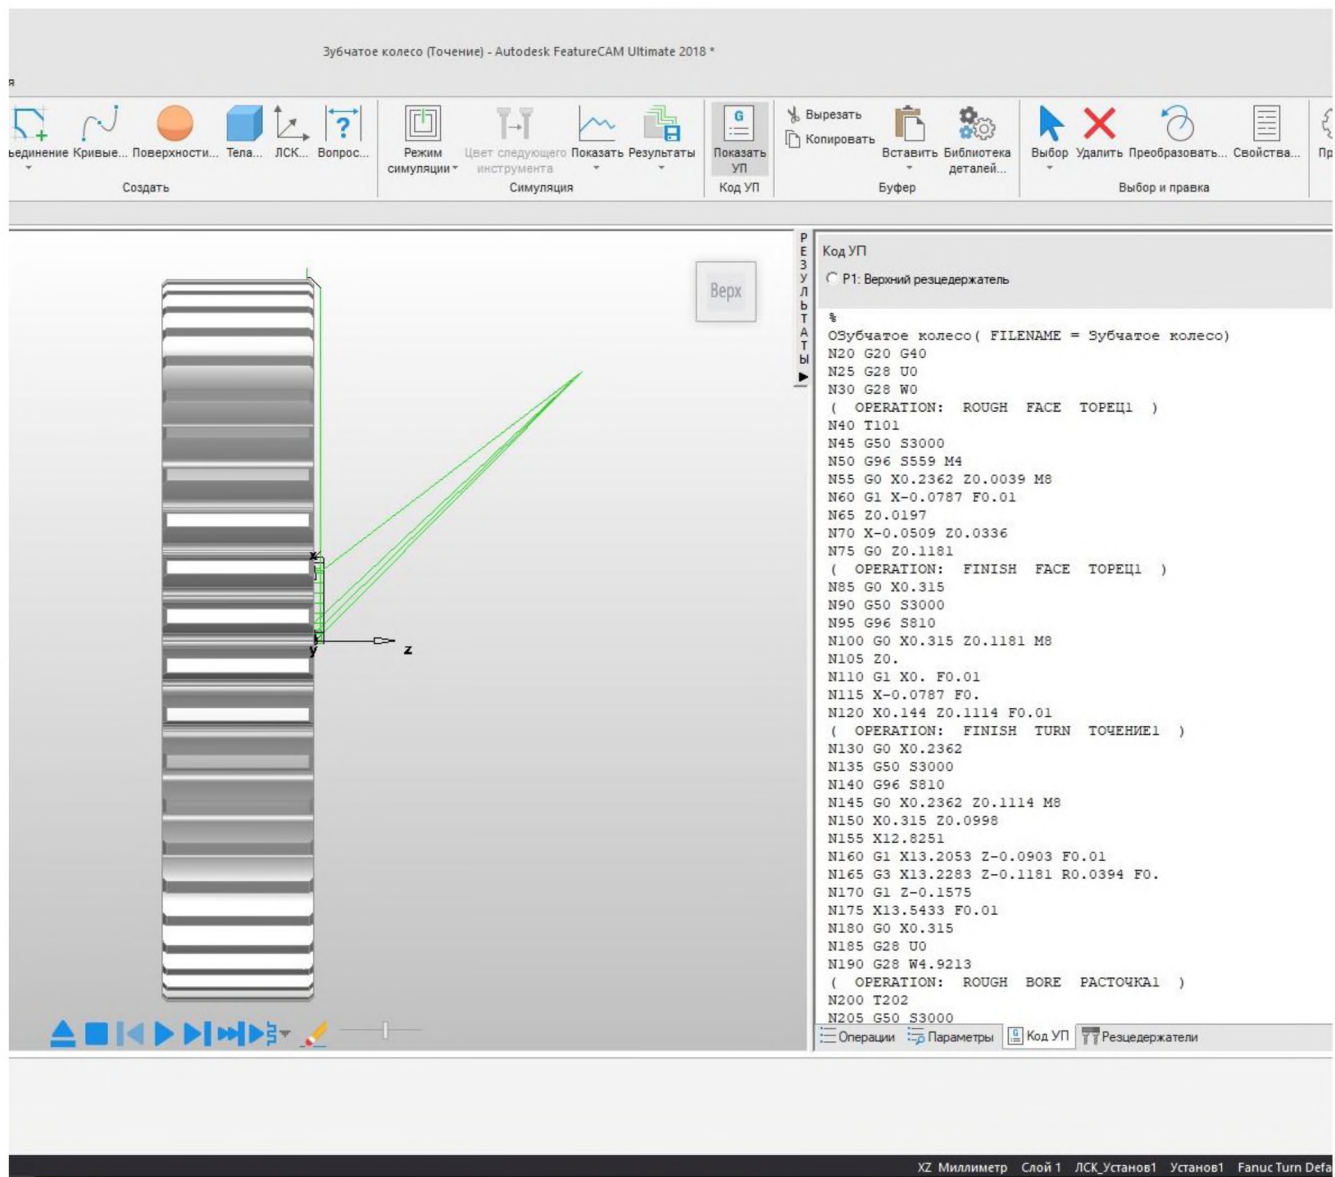 Зубчатое колесо (Точение) - Autodesk FeatureCAM Ultimate 2018 *
я
ъединение Кривые... Поверхности... Тела... ЛСК... Вопрос...
Создать
Режим симуляции Цвет следующего инструмента Показать Результаты
Симуляция
Показать УП
Код УП
Вырезать
Копировать
Вставить Библиотека деталей...
Буфер
Выбор Удалить Преобразовать... Свойства... Пр
Выбор и правка
Верх
x
y
z
РЕЗУЛЬТАТЫ
Код УП
P1: Верхний резцедержатель
%
OЗубчатое колесо( FILENAME = Зубчатое колесо)
N20 G20 G40
N25 G28 U0
N30 G28 W0
( OPERATION: ROUGH FACE ТОРЕЦ1 )
N40 T101
N45 G50 S3000
N50 G96 S559 M4
N55 G0 X0.2362 Z0.0039 M8
N60 G1 X-0.0787 F0.01
N65 Z0.0197
N70 X-0.0509 Z0.0336
N75 G0 Z0.1181
( OPERATION: FINISH FACE ТОРЕЦ1 )
N85 G0 X0.315
N90 G50 S3000
N95 G96 S810
N100 G0 X0.315 Z0.1181 M8
N105 Z0.
N110 G1 X0. F0.01
N115 X-0.0787 F0.
N120 X0.144 Z0.1114 F0.01
( OPERATION: FINISH TURN ТОЧЕНИЕ1 )
N130 G0 X0.2362
N135 G50 S3000
N140 G96 S810
N145 G0 X0.2362 Z0.1114 M8
N150 X0.315 Z0.0998
N155 X12.8251
N160 G1 X13.2053 Z-0.0903 F0.01
N165 G3 X13.2283 Z-0.1181 R0.0394 F0.
N170 G1 Z-0.1575
N175 X13.5433 F0.01
N180 G0 X0.315
N185 G28 U0
N190 G28 W4.9213
( OPERATION: ROUGH BORE РАСТОЧКА1 )
N200 T202
N205 G50 S3000
Операции Параметры Код УП Резцедержатели
XZ Миллиметр Слой 1 ЛСК_Установ1 Установ1 Fanuc Turn Defa